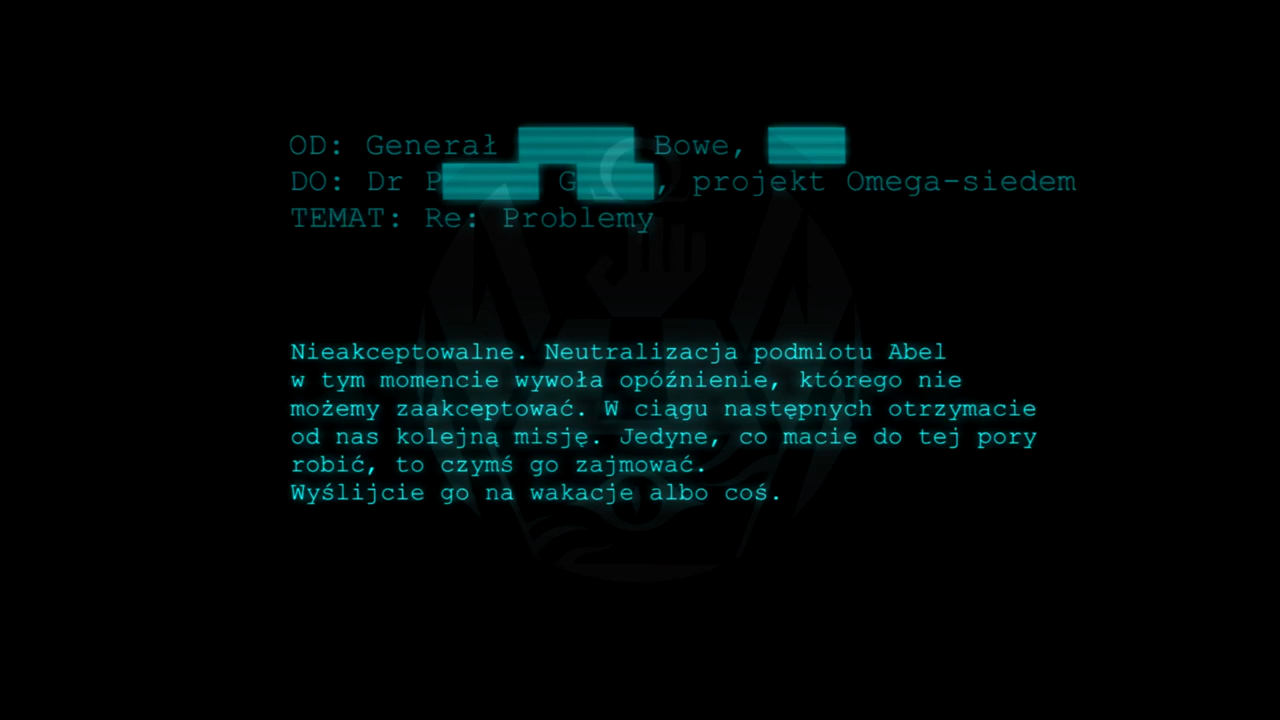 OD: Generał Bowe,
DO: Dr P G, projekt Omega-siedem
TEMAT: Re: Problemy
Nieakceptowalne. Neutralizacja podmiotu Abel
w tym momencie wywoła opóźnienie, którego nie
możemy zaakceptować. W ciągu następnych otrzymacie
od nas kolejną misję. Jedyne, co macie do tej pory
robić, to czymś go zajmować.
Wyślijcie go na wakacje albo coś.